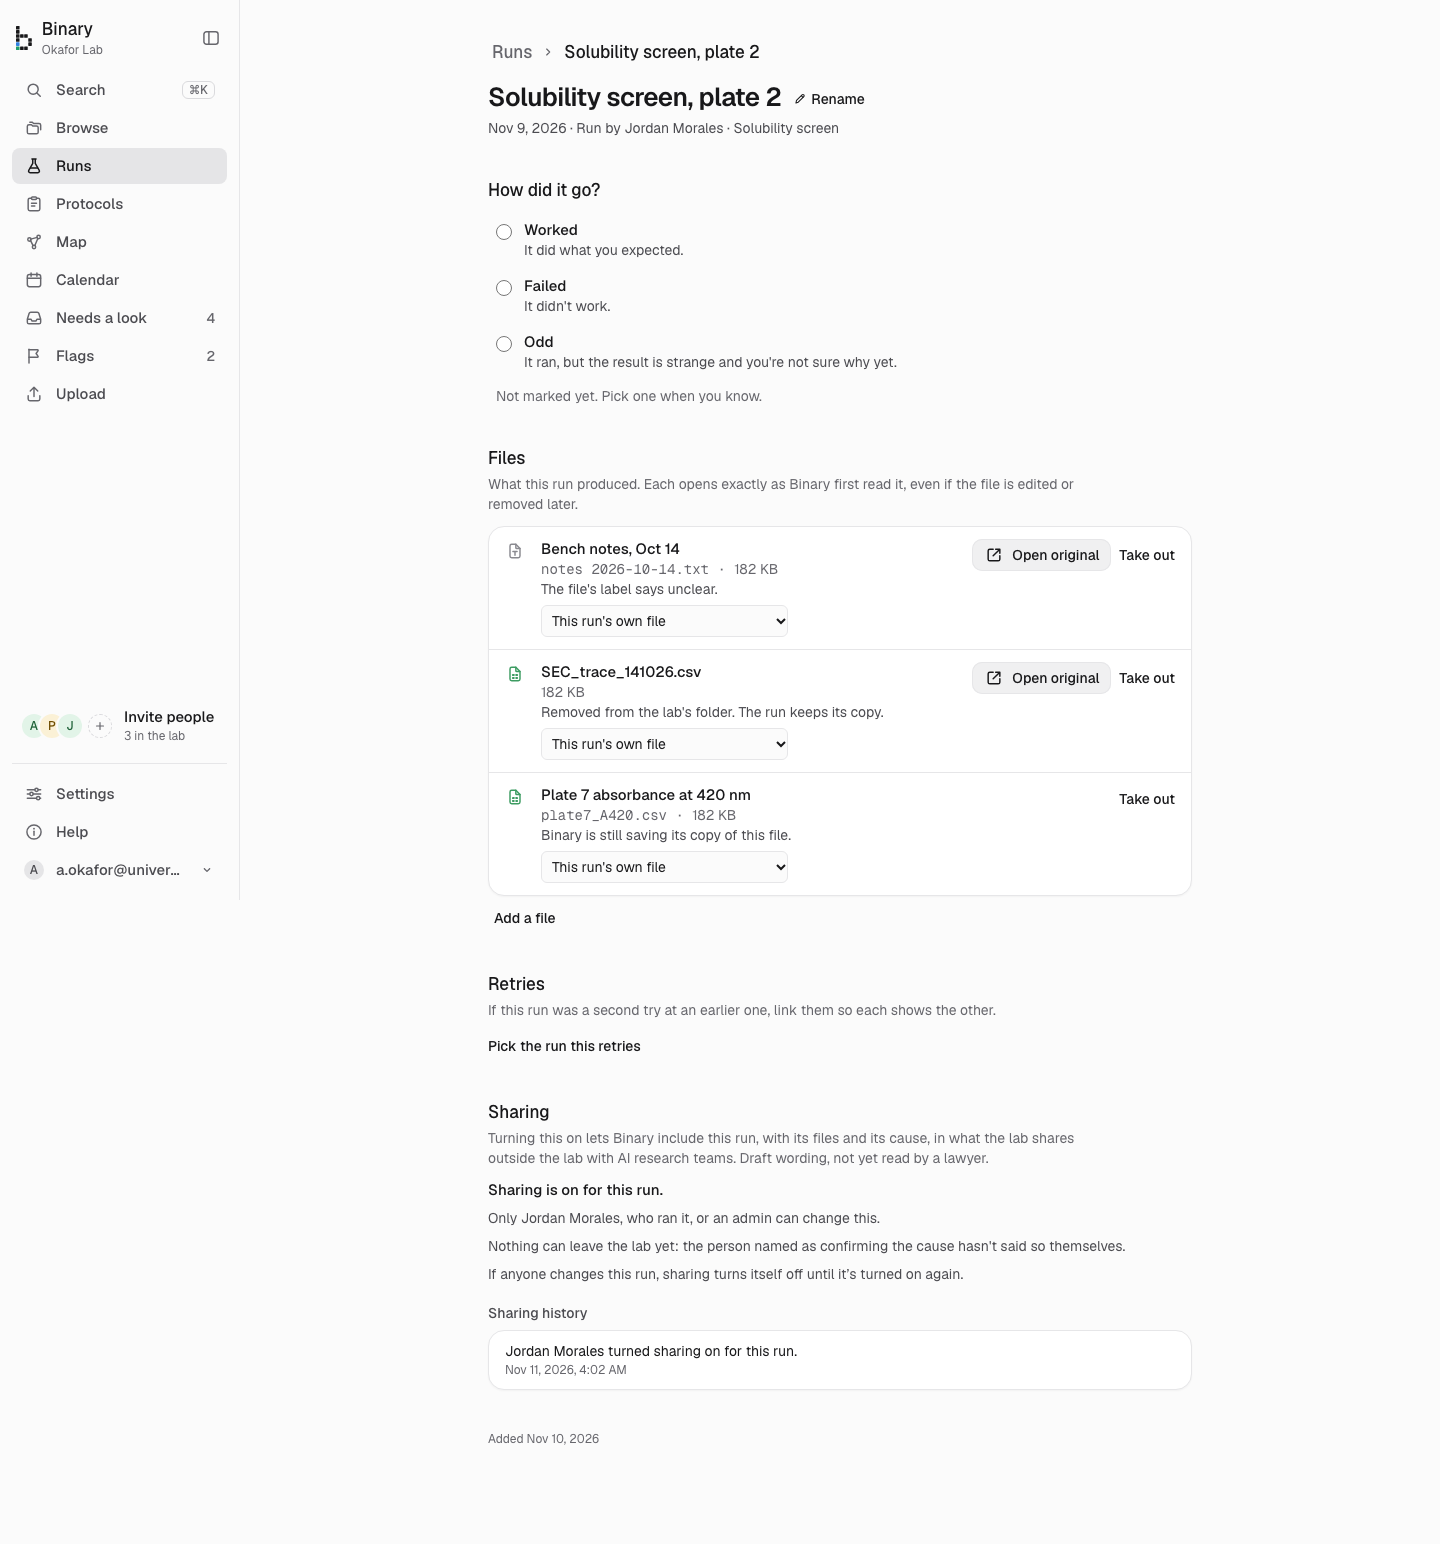 Binary
Okafor Lab
Search ⌘K
Browse
Runs
Protocols
Map
Calendar
Needs a look 4
Flags 2
Upload
A P J + Invite people
3 in the lab
Settings
Help
A a.okafor@univer...
Runs › Solubility screen, plate 2
Solubility screen, plate 2 Rename
Nov 9, 2026 · Run by Jordan Morales · Solubility screen
How did it go?
Worked
It did what you expected.
Failed
It didn't work.
Odd
It ran, but the result is strange and you're not sure why yet.
Not marked yet. Pick one when you know.
Files
What this run produced. Each opens exactly as Binary first read it, even if the file is edited or
removed later.
Bench notes, Oct 14 Open original Take out
notes 2026-10-14.txt · 182 KB
The file's label says unclear.
This run's own file
SEC_trace_141026.csv Open original Take out
182 KB
Removed from the lab's folder. The run keeps its copy.
This run's own file
Plate 7 absorbance at 420 nm Take out
plate7_A420.csv · 182 KB
Binary is still saving its copy of this file.
This run's own file
Add a file
Retries
If this run was a second try at an earlier one, link them so each shows the other.
Pick the run this retries
Sharing
Turning this on lets Binary include this run, with its files and its cause, in what the lab shares
outside the lab with AI research teams. Draft wording, not yet read by a lawyer.
Sharing is on for this run.
Only Jordan Morales, who ran it, or an admin can change this.
Nothing can leave the lab yet: the person named as confirming the cause hasn't said so themselves.
If anyone changes this run, sharing turns itself off until it's turned on again.
Sharing history
Jordan Morales turned sharing on for this run.
Nov 11, 2026, 4:02 AM
Added Nov 10, 2026